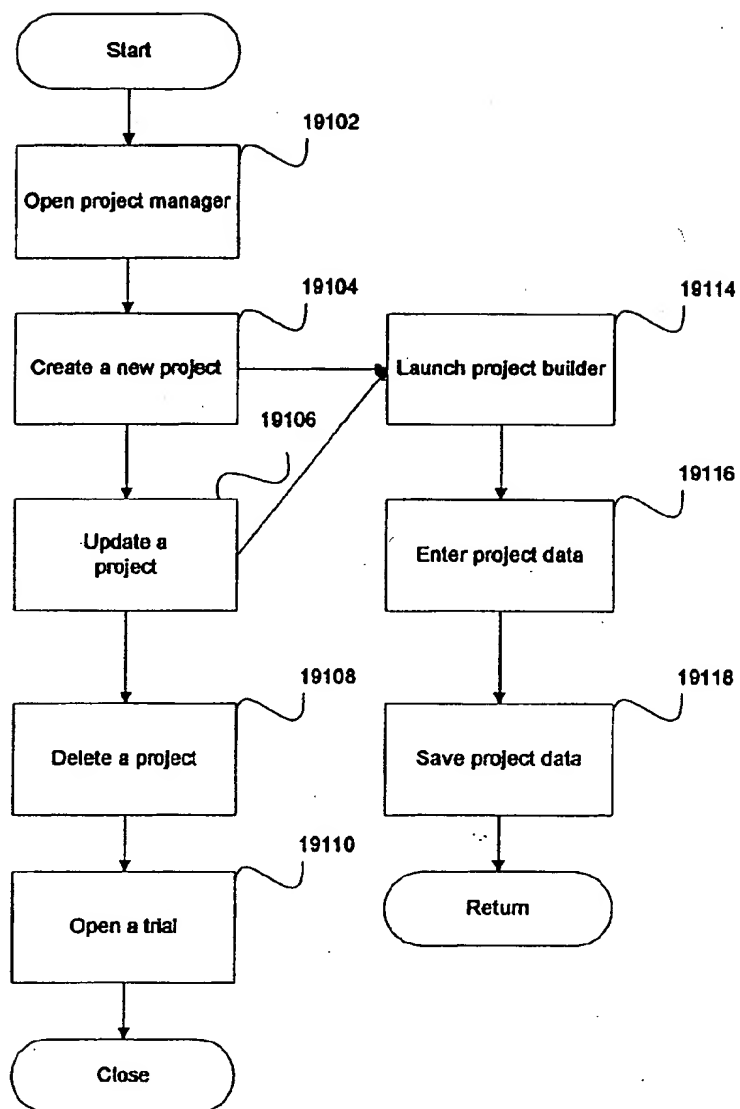 Start
19102
Open project manager
19104
Create a new project
19114
Launch project builder
19106
Update a
project
19116
Enter project data
19108
Delete a project
19118
Save project data
19110
Open a trial
Return
Close